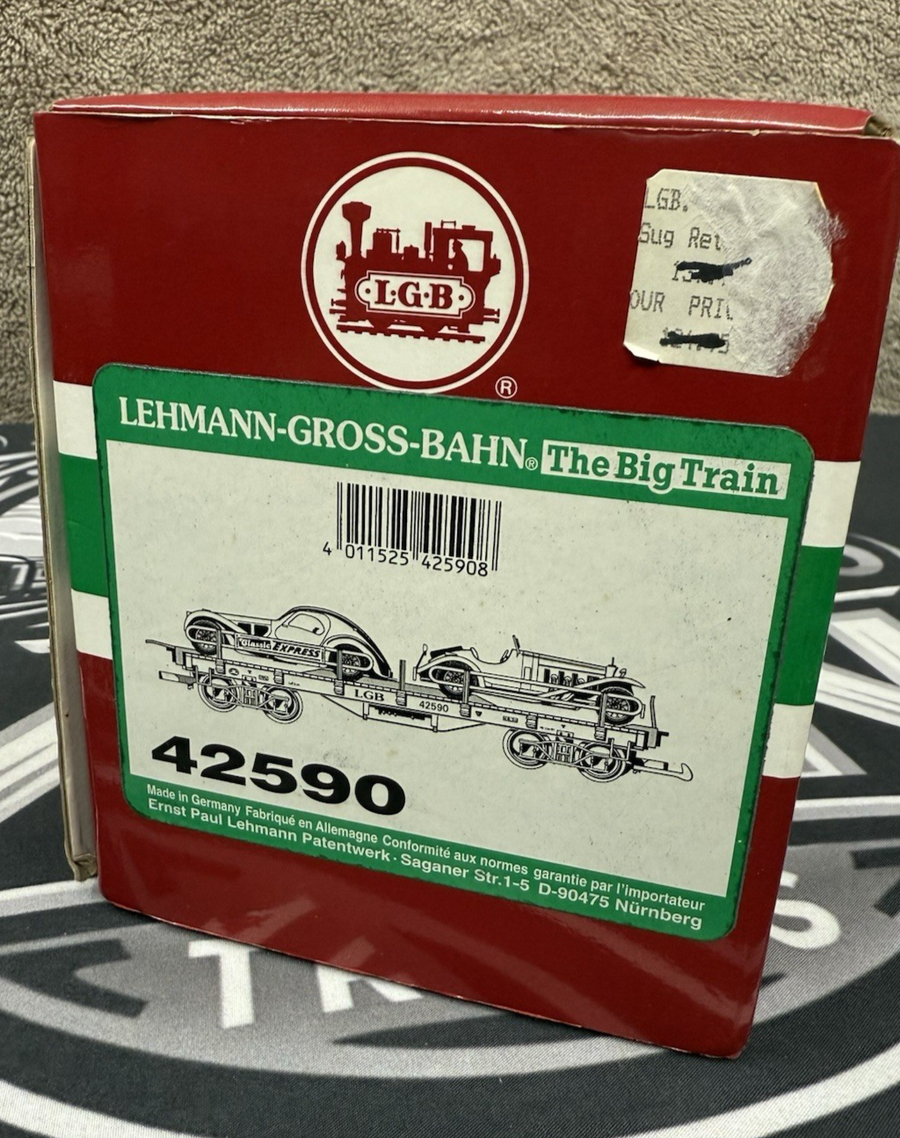 LGB.
Sug Ret
OUR PRI
L·G·B
®
LEHMANN-GROSS-BAHN® The Big Train
4 011525 425908
Classic EXPRESS
LGB
42590
42590
Made in Germany Fabriqué en Allemagne Conformité aux normes garantie par l'importateur
Ernst Paul Lehmann Patentwerk · Saganer Str.1-5 D-90475 Nürnberg
TR
S